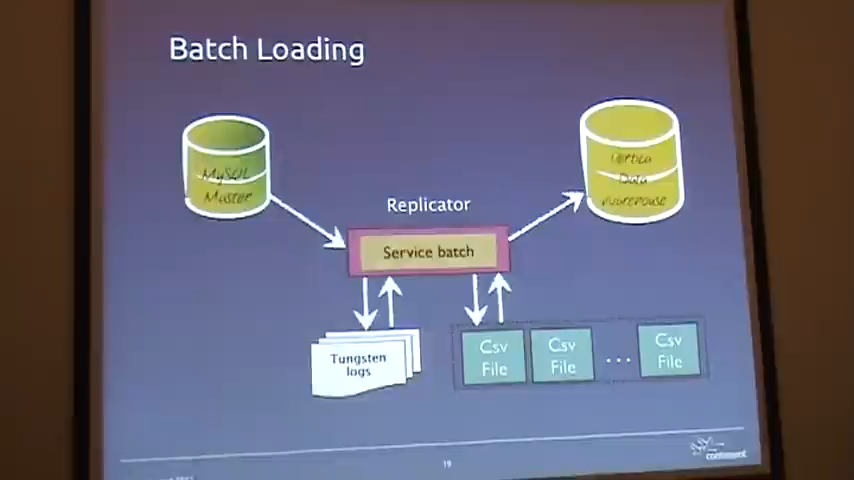 Batch Loading
MySQL
Master
Vertica
Data
Warehouse
Replicator
Service batch
Tungsten
logs
Csv
File
Csv
File
...
Csv
File
19
continuent